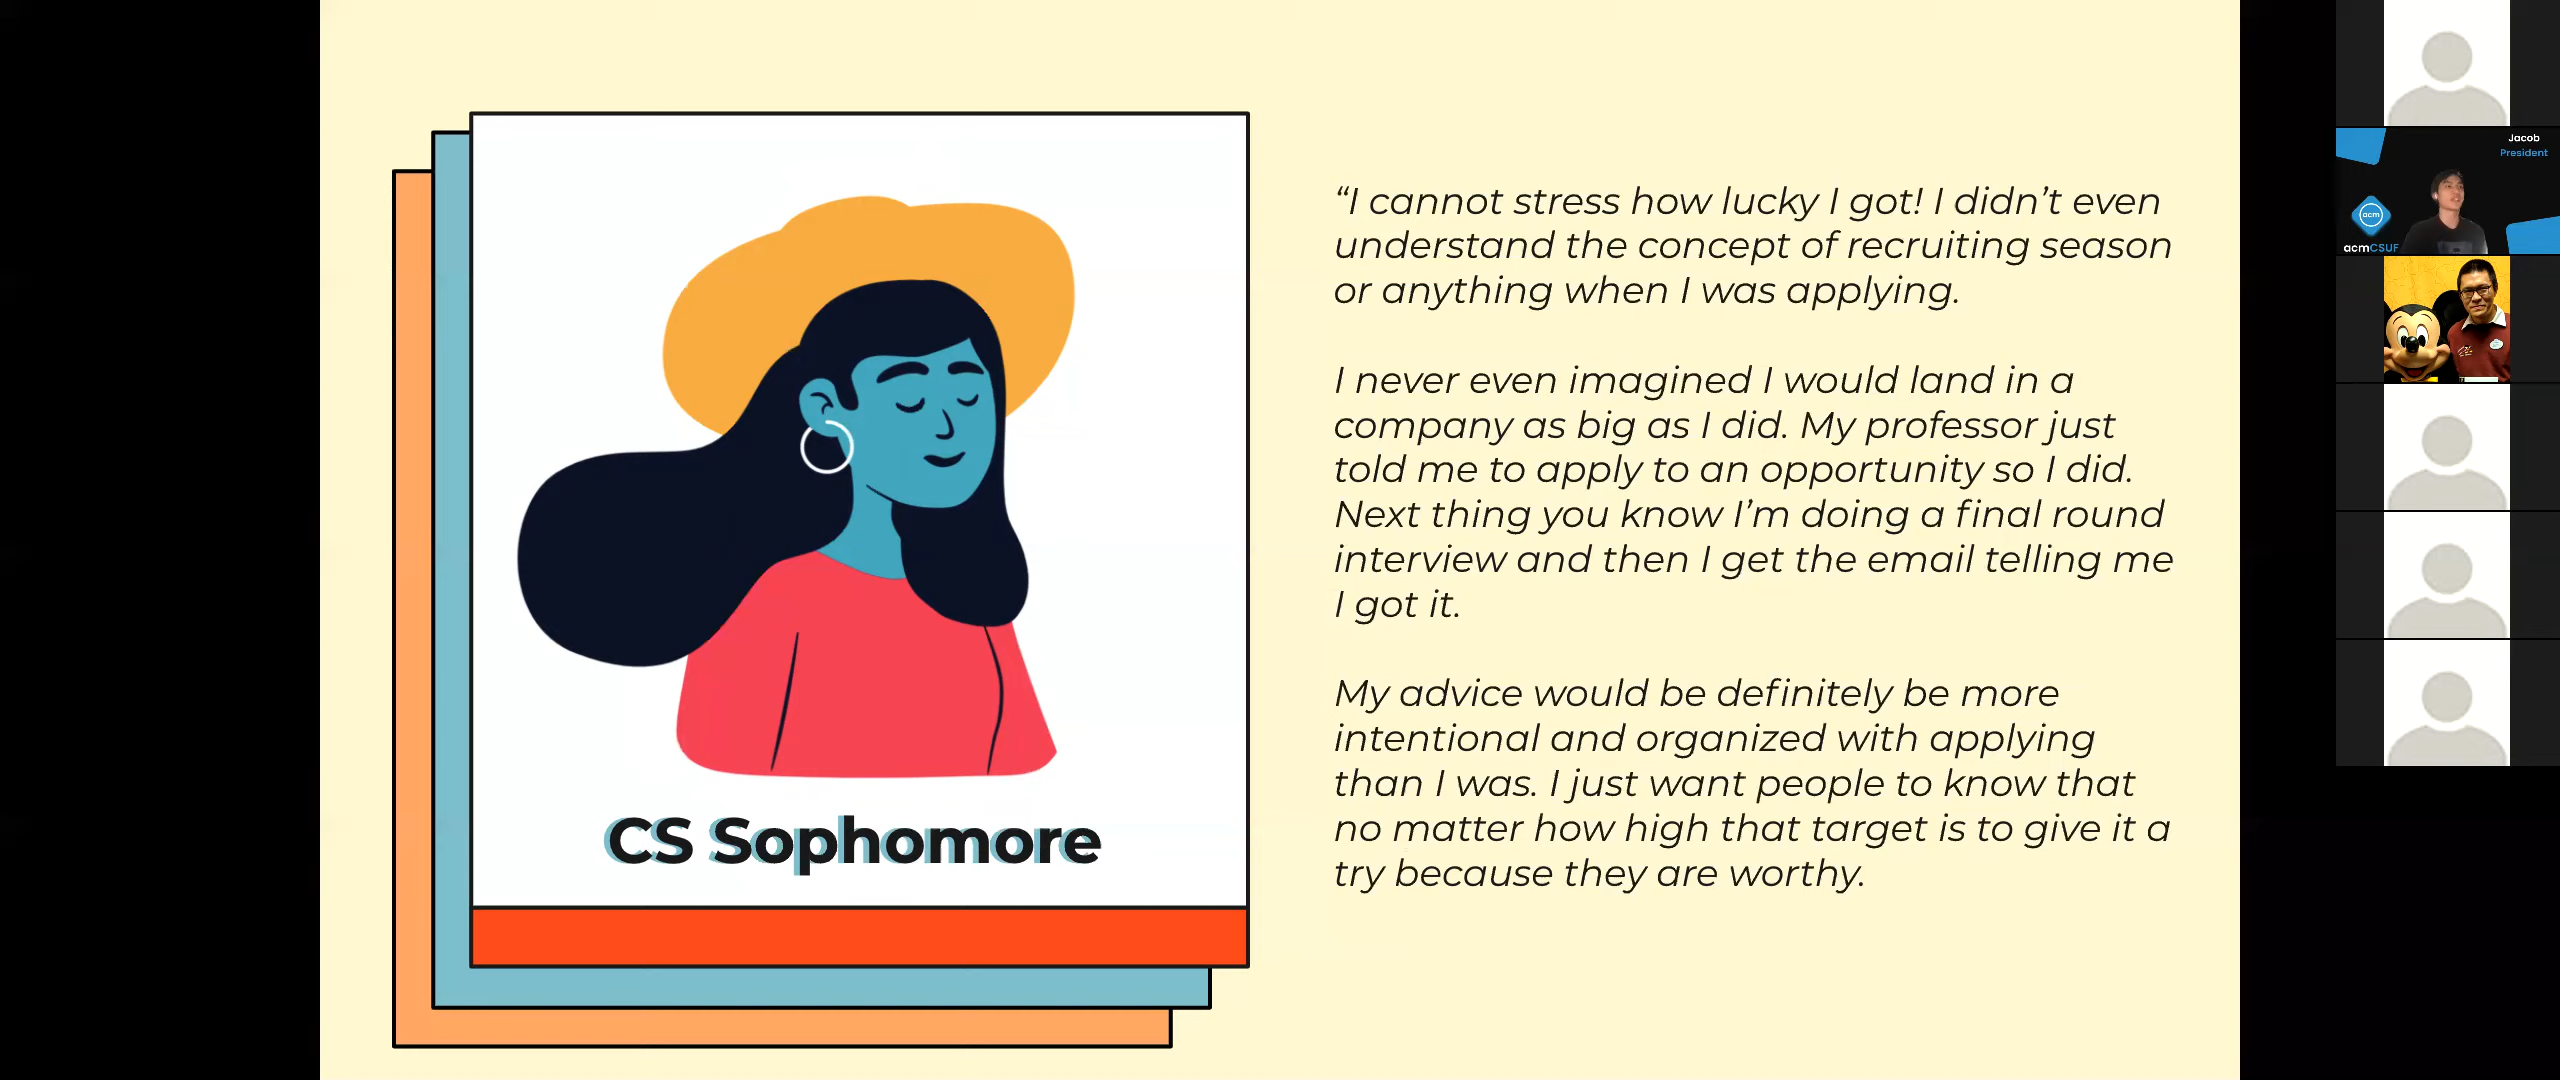 “I cannot stress how lucky I got! I didn’t even
understand the concept of recruiting season
or anything when I was applying.
I never even imagined I would land in a
company as big as I did. My professor just
told me to apply to an opportunity so I did.
Next thing you know I’m doing a final round
interview and then I get the email telling me
I got it.
My advice would be definitely be more
intentional and organized with applying
than I was. I just want people to know that
no matter how high that target is to give it a
try because they are worthy.
CS Sophomore
Jacob
President
acm
acmCSUF